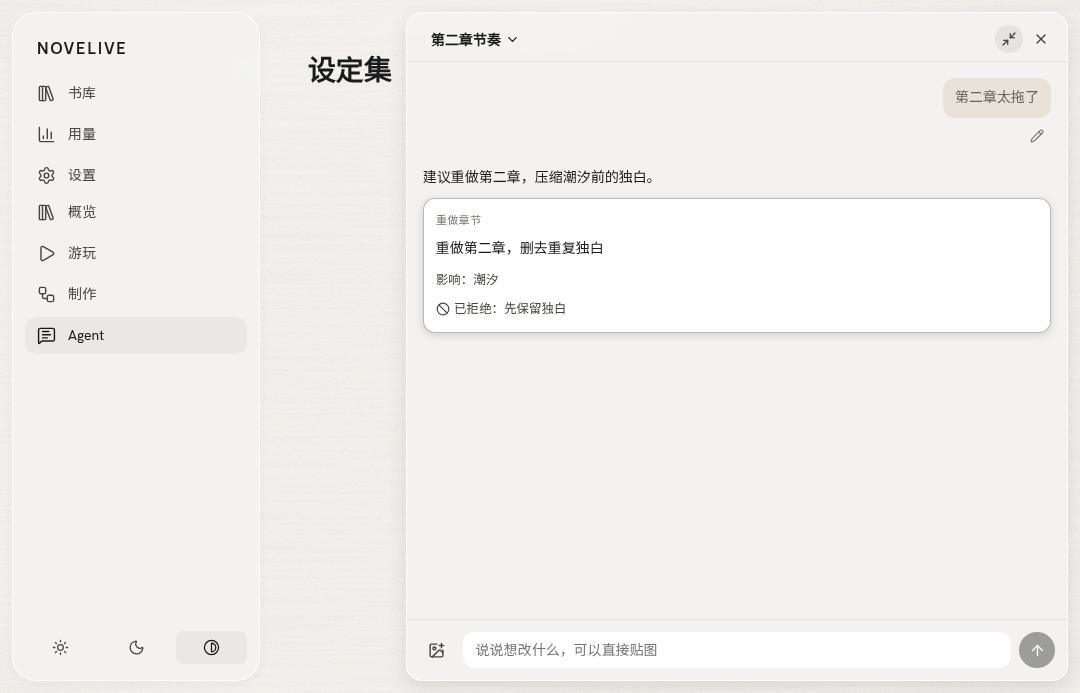 NOVELIVE
书库
用量
设置
概览
游玩
制作
Agent
设定集
第二章节奏
第二章太拖了
建议重做第二章，压缩潮汐前的独白。
重做章节
重做第二章，删去重复独白
影响：潮汐
已拒绝：先保留独白
说说想改什么，可以直接贴图